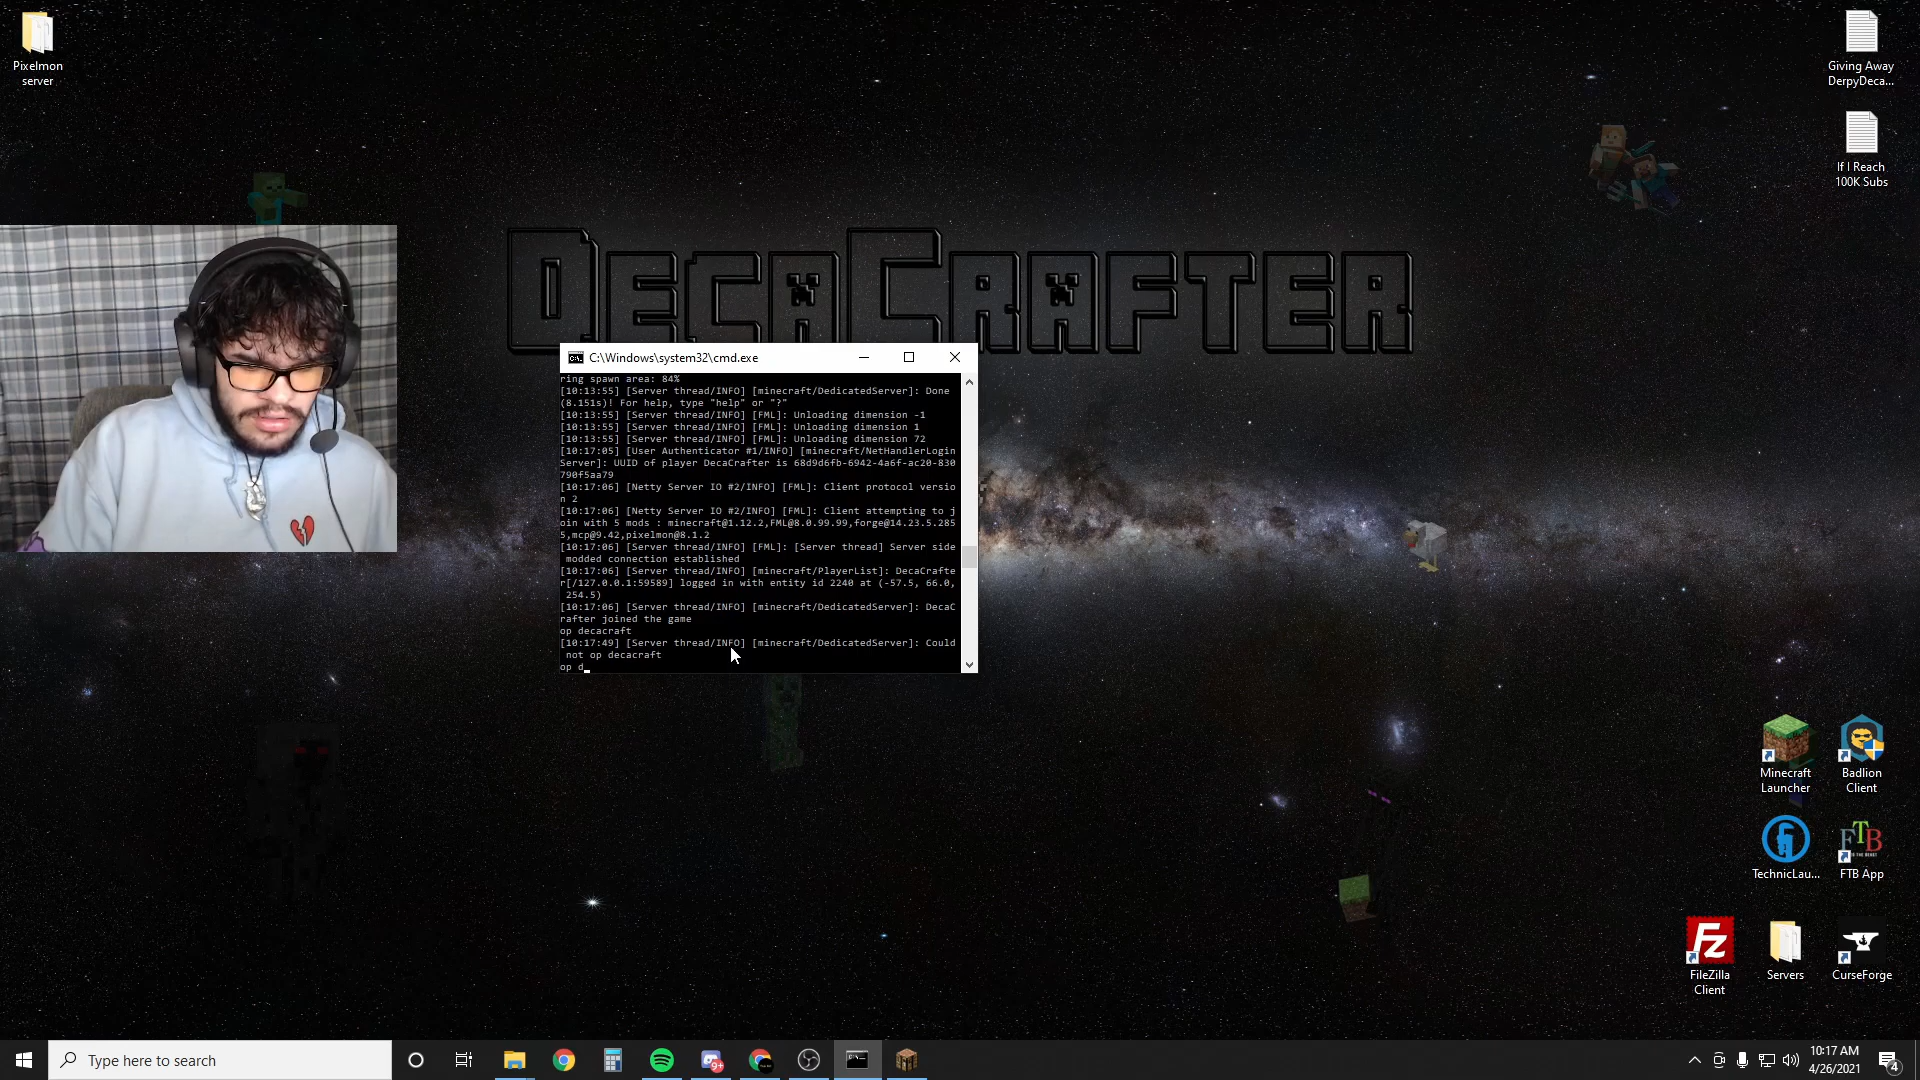 Pixelmon
server
Giving Away
DerpyDeca...
If I Reach
100K Subs
DECACRAFTER
C:\Windows\system32\cmd.exe
ring spawn area: 84%
[10:13:55] [Server thread/INFO] [minecraft/DedicatedServer]: Done
(8.151s)! For help, type "help" or "?"
[10:13:55] [Server thread/INFO] [FML]: Unloading dimension -1
[10:13:55] [Server thread/INFO] [FML]: Unloading dimension 1
[10:13:55] [Server thread/INFO] [FML]: Unloading dimension 72
[10:17:05] [User Authenticator #1/INFO] [minecraft/NetHandlerLogin
Server]: UUID of player DecaCrafter is 68d9d6fb-6942-4a6f-ac20-830
790f5aa79
[10:17:06] [Netty Server IO #2/INFO] [FML]: Client protocol versio
n 2
[10:17:06] [Netty Server IO #2/INFO] [FML]: Client attempting to j
oin with 5 mods : minecraft@1.12.2,FML@8.0.99.99,forge@14.23.5.285
5,mcp@9.42,pixelmon@8.1.2
[10:17:06] [Server thread/INFO] [FML]: [Server thread] Server side
modded connection established
[10:17:06] [Server thread/INFO] [minecraft/PlayerList]: DecaCrafte
r[/127.0.0.1:59589] logged in with entity id 2240 at (-57.5, 66.0,
254.5)
[10:17:06] [Server thread/INFO] [minecraft/DedicatedServer]: DecaC
rafter joined the game
op decacraft
[10:17:49] [Server thread/INFO] [minecraft/DedicatedServer]: Could
not op decacraft
op d
Minecraft
Launcher
Badlion
Client
TechnicLau...
FTB
FTB App
Fz
FileZilla
Client
Servers
CurseForge
Type here to search
9+
10:17 AM
4/26/2021
4